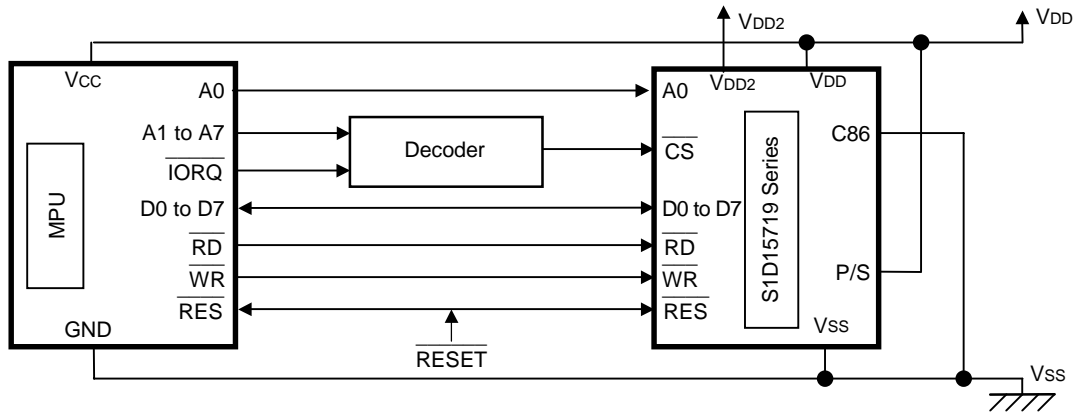 VDD2
VDD
VCC
VDD2
VDD
A0
A0
A1 to A7
Decoder
C86
IORQ
CS
MPU
S1D15719 Series
D0 to D7
D0 to D7
RD
RD
P/S
WR
WR
RES
RES
GND
VSS
RESET
VSS